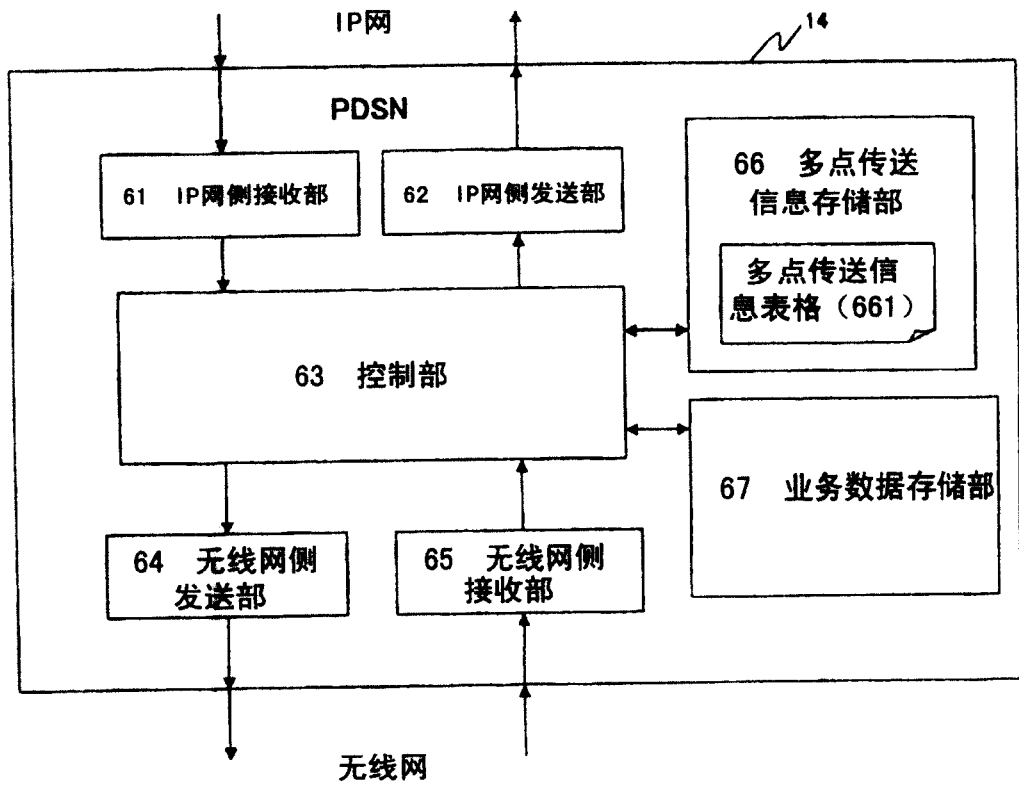 IP网
14
PDSN
61 IP网侧接收部
62 IP网侧发送部
66 多点传送
信息存储部
多点传送信
息表格（661）
63 控制部
67 业务数据存储部
64 无线网侧
发送部
65 无线网侧
接收部
无线网